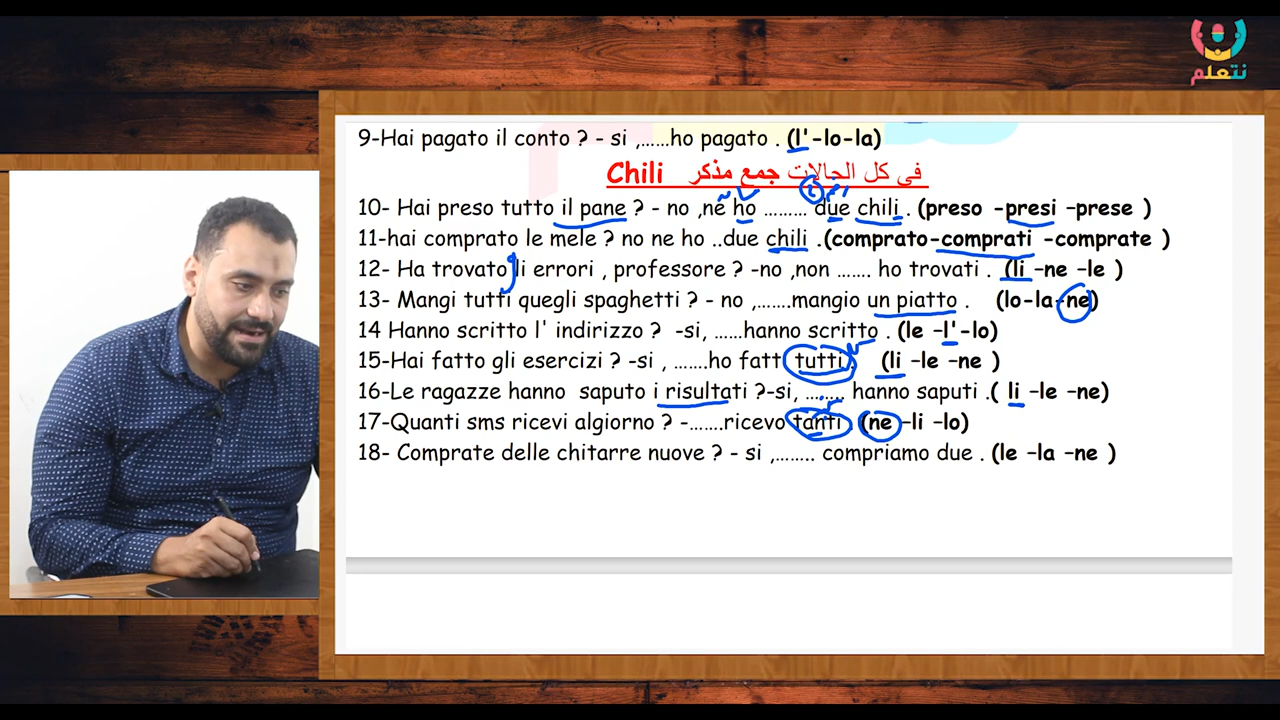 نتعلم
9-Hai pagato il conto ? - si ,......ho pagato . (l'-lo-la)
Chili في كل الحالات جمع مذكر
10- Hai preso tutto il pane ? - no ,ne ho ......... due chili . (preso -presi -prese )
11-hai comprato le mele ? no ne ho ..due chili .(comprato-comprati -comprate )
12- Ha trovato li errori , professore ? -no ,non ....... ho trovati . (li -ne -le )
13- Mangi tutti quegli spaghetti ? - no ,.......mangio un piatto . (lo-la-ne)
14 Hanno scritto l' indirizzo ? -si, ......hanno scritto . (le -l'-lo)
15-Hai fatto gli esercizi ? -si , .......ho fatt tutti . (li -le -ne )
16-Le ragazze hanno saputo i risultati ?-si, ........ hanno saputi .( li -le -ne)
17-Quanti sms ricevi algiorno ? -......ricevo tanti . (ne -li -lo)
18- Comprate delle chitarre nuove ? - si ,........ compriamo due . (le -la -ne )